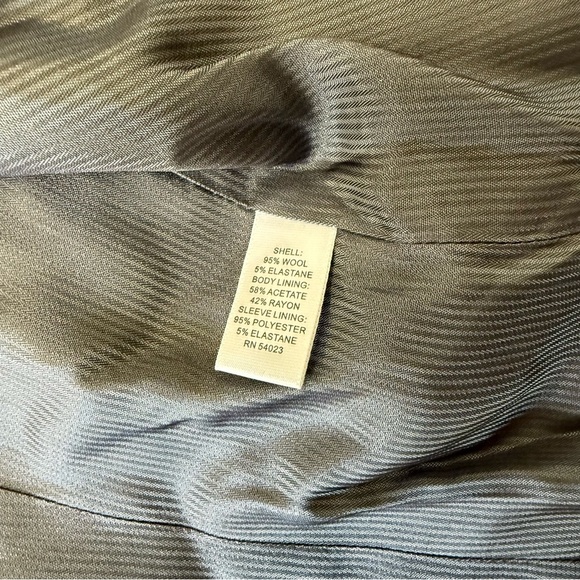 SHELL:
95% WOOL
5% ELASTANE
BODY LINING:
58% ACETATE
42% RAYON
SLEEVE LINING:
95% POLYESTER
5% ELASTANE
RN 54023